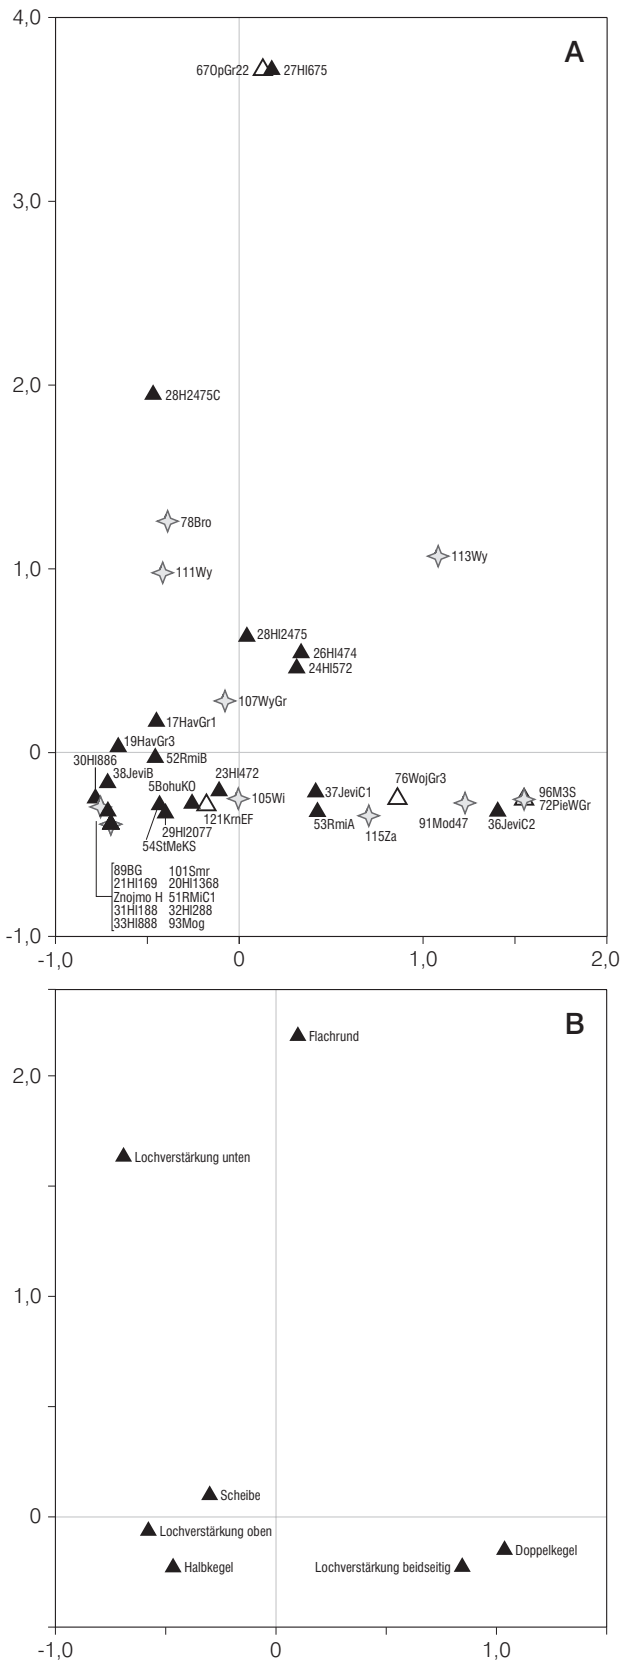 4,0
A
67OpGr22
27Hl675
3,0
2,0
28H2475C
78Bro
113Wy
1,0
111Wy
28Hl2475
26Hl474
24Hl572
107WyGr
17HavGr1
19HavGr3
0
30Hl886
52RmiB
38JeviB
23Hl472
76WojGr3
5BohuKO
37JeviC1
96M3S
105Wi
72PieWGr
121KrnEF
53RmiA
91Mod47
36JeviC2
29Hl2077
115Za
54StMeKS
89BG 101Smr
21Hl169 20Hl1368
Znojmo H 51RMiC1
31Hl188 32Hl288
33Hl888 93Mog
-1,0
-1,0 0 1,0 2,0
B
Flachrund
2,0
Lochverstärkung unten
1,0
Scheibe
0
Lochverstärkung oben
Doppelkegel
Halbkegel
Lochverstärkung beidseitig
-1,0 0 1,0